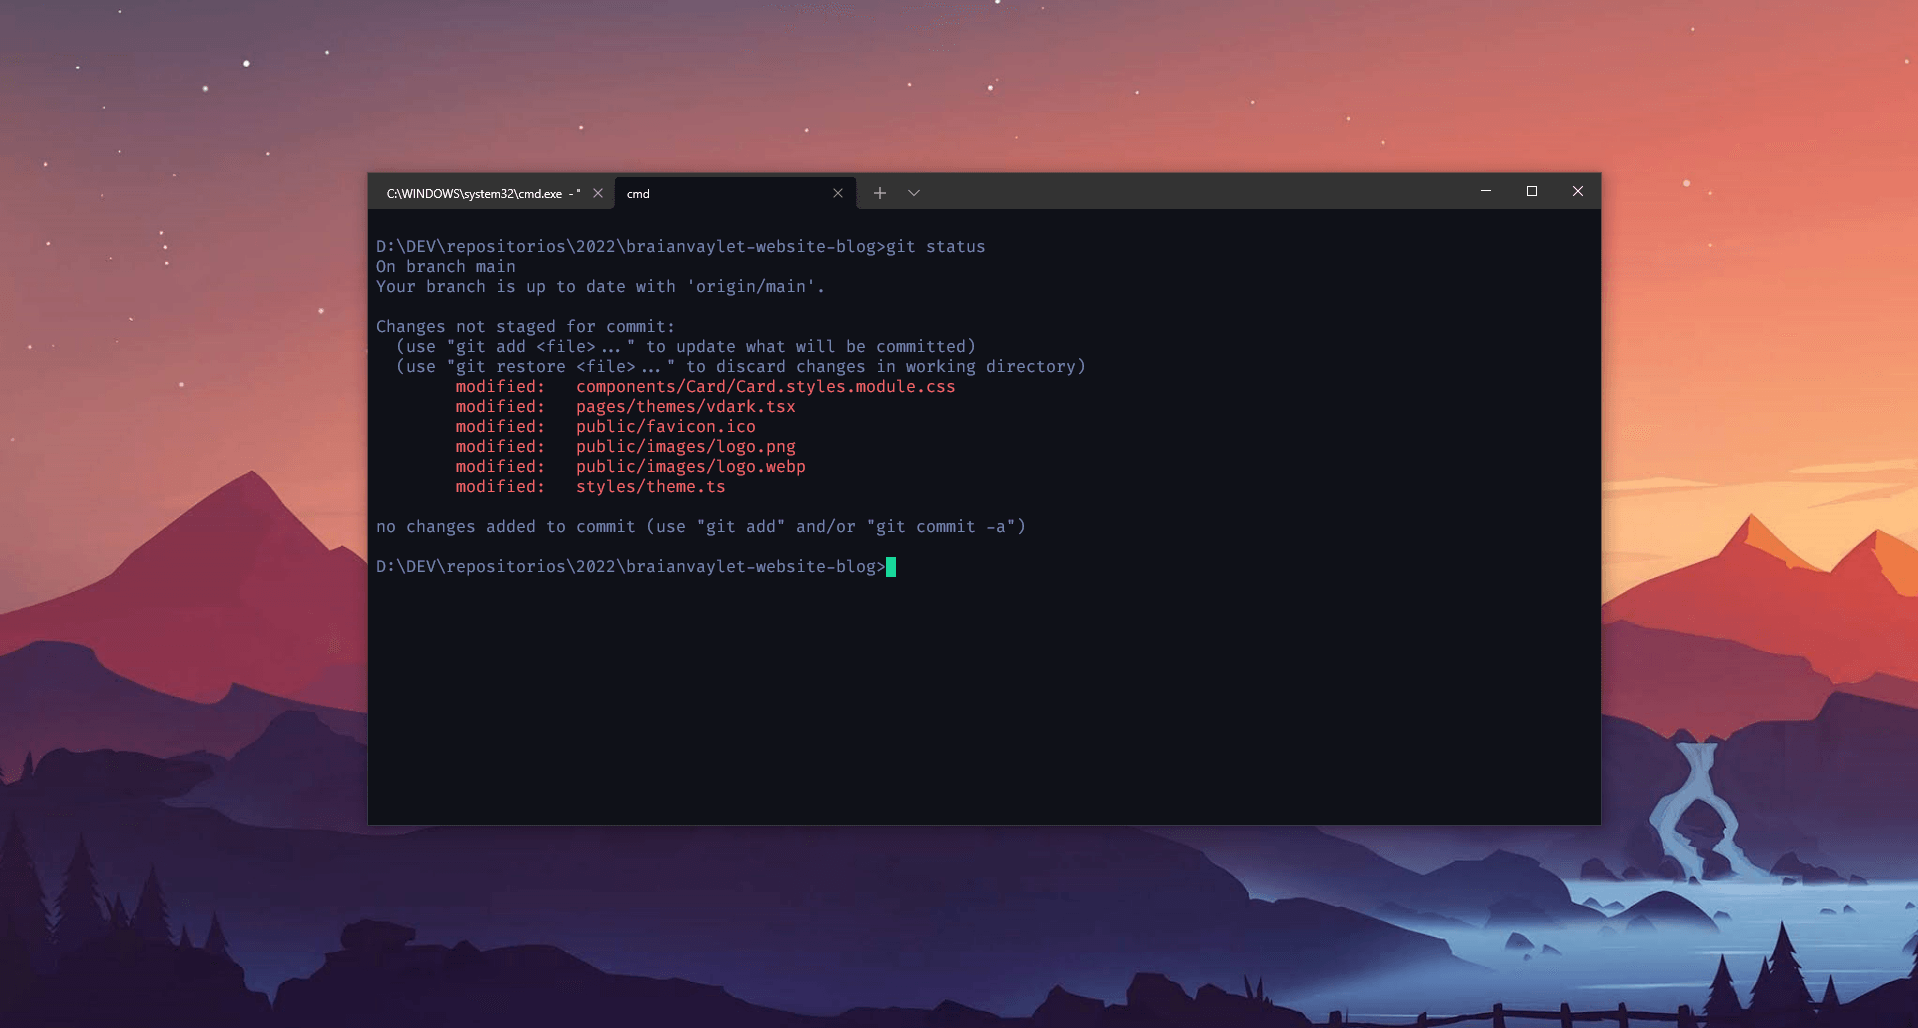 C:\WINDOWS\system32\cmd.exe - "
cmd
D:\DEV\repositorios\2022\braianvaylet-website-blog>git status
On branch main
Your branch is up to date with 'origin/main'.
Changes not staged for commit:
(use "git add <file>..." to update what will be committed)
(use "git restore <file>..." to discard changes in working directory)
modified: components/Card/Card.styles.module.css
modified: pages/themes/vdark.tsx
modified: public/favicon.ico
modified: public/images/logo.png
modified: public/images/logo.webp
modified: styles/theme.ts
no changes added to commit (use "git add" and/or "git commit -a")
D:\DEV\repositorios\2022\braianvaylet-website-blog>